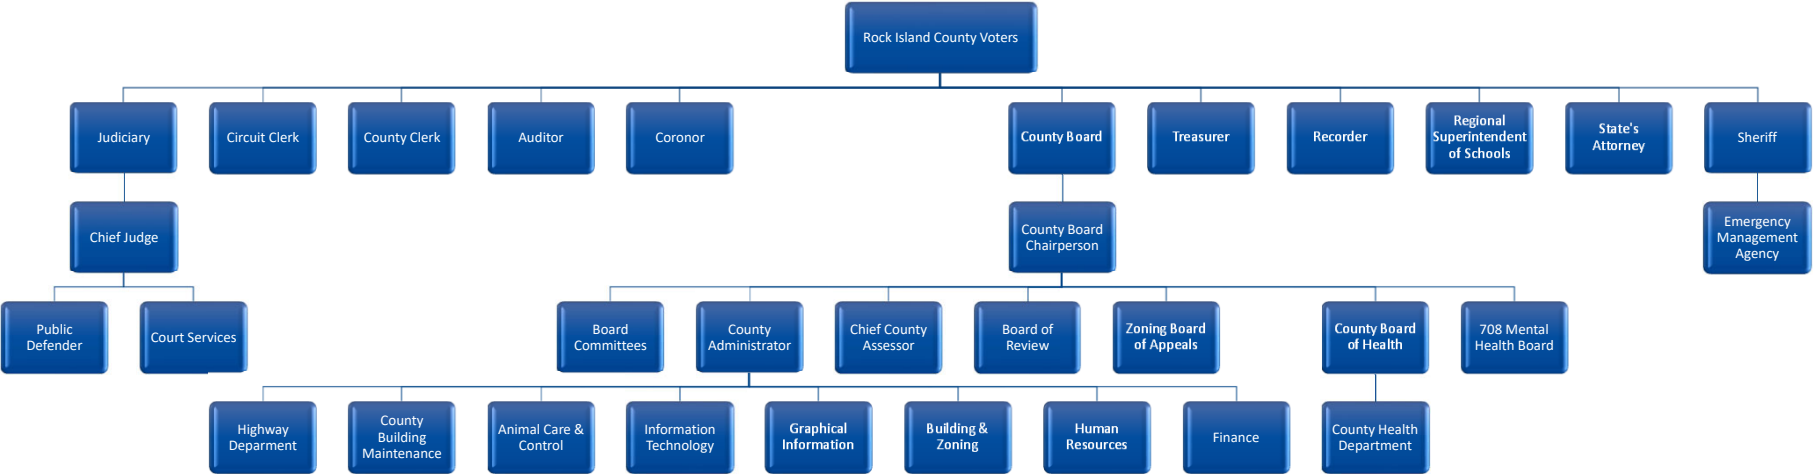 Rock Island County Voters
Judiciary
Circuit Clerk
County Clerk
Auditor
Coronor
County Board
Treasurer
Recorder
Regional
Superintendent
of Schools
State's
Attorney
Sheriff
Chief Judge
County Board
Chairperson
Emergency
Management
Agency
Public
Defender
Court Services
Board
Committees
County
Administrator
Chief County
Assessor
Board of
Review
Zoning Board
of Appeals
County Board
of Health
708 Mental
Health Board
Highway
Deparment
County
Building
Maintenance
Animal Care &
Control
Information
Technology
Graphical
Information
Building &
Zoning
Human
Resources
Finance
County Health
Department